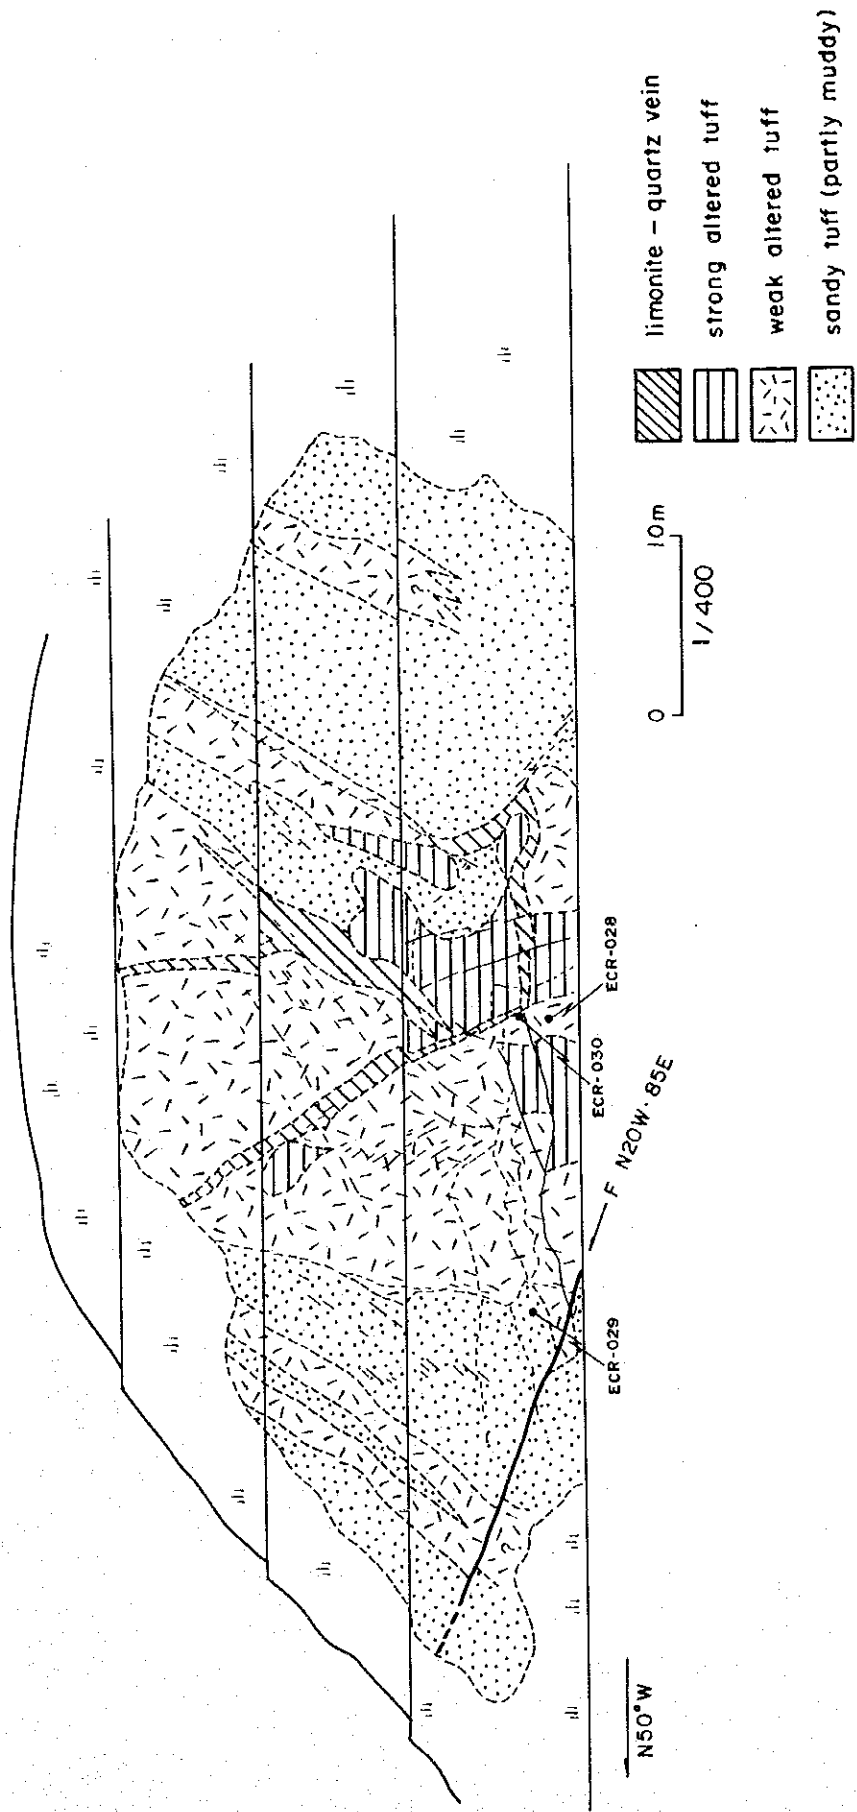 limonite - quartz vein
strong altered tuff
weak altered tuff
sandy tuff (partly muddy)
0 10m
1/400
ECR-028
ECR-030
F N20W·85E
ECR-029
N50°W
?
?